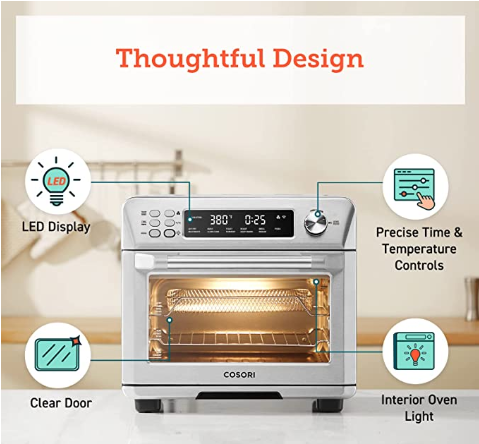 Thoughtful Design
LED
LED Display
380°F 0:25
Precise Time &
Temperature
Controls
COSORI
Clear Door
Interior Oven
Light